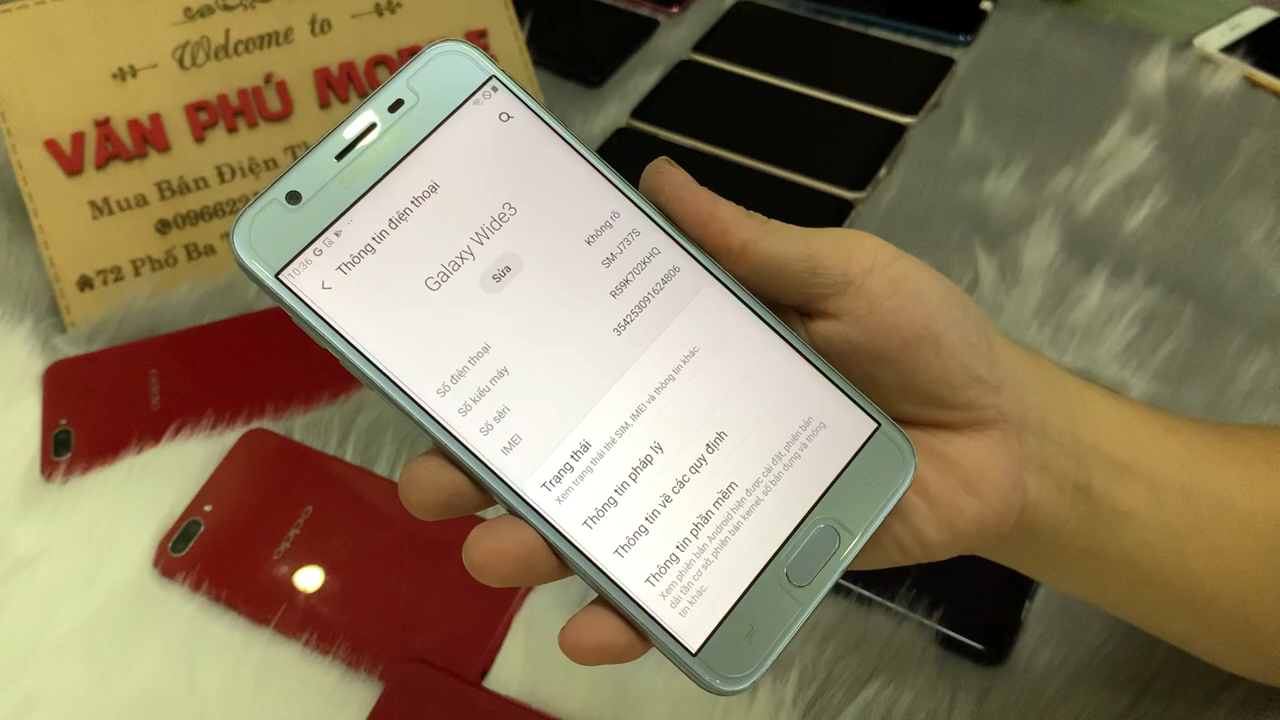 Welcome to
VĂN PHÚ
Mua Bán Điện
72 Phố Ba
10:36
Thông tin điện thoại
Galaxy Wide3
Sửa
Số điện thoại
Không rõ
Số kiểu máy
SM-J737S
Số sêri
R59K702KHQ
IMEI
354253091624806
Trạng thái
Xem trạng thái thẻ SIM, IMEI và thông tin khác.
Thông tin pháp lý
Thông tin về các quy định
Thông tin phần mềm
Xem phiên bản Android hiện được cài đặt, phiên bản
dải tần cơ sở, phiên bản kernel, số bản dựng và thông
tin khác.
oppo
oppo